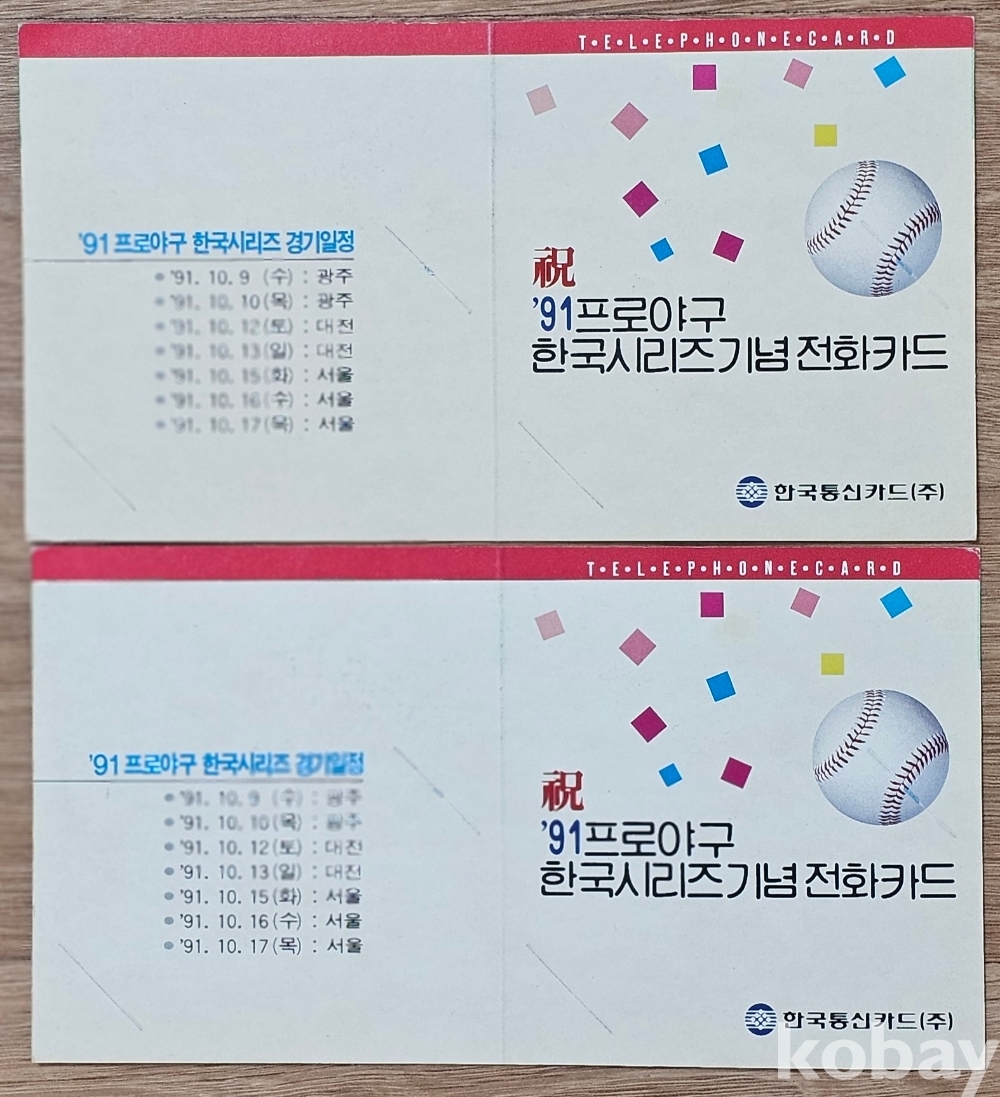 T•E•L•E•P•H•O•N•E•C•A•R•D
'91 프로야구 한국시리즈 경기일정
'91. 10. 9 (수) : 광주
'91. 10. 10(목) : 광주
'91. 10. 12(토) : 대전
'91. 10. 13(일) : 대전
'91. 10. 15(화) : 서울
'91. 10. 16(수) : 서울
'91. 10. 17(목) : 서울
祝
'91프로야구
한국시리즈기념전화카드
한국통신카드(주)
T•E•L•E•P•H•O•N•E•C•A•R•D
'91 프로야구 한국시리즈 경기일정
'91. 10. 9 (수) : 광주
'91. 10. 10(목) : 광주
'91. 10. 12(토) : 대전
'91. 10. 13(일) : 대전
'91. 10. 15(화) : 서울
'91. 10. 16(수) : 서울
'91. 10. 17(목) : 서울
祝
'91프로야구
한국시리즈기념전화카드
한국통신카드(주)
kobay